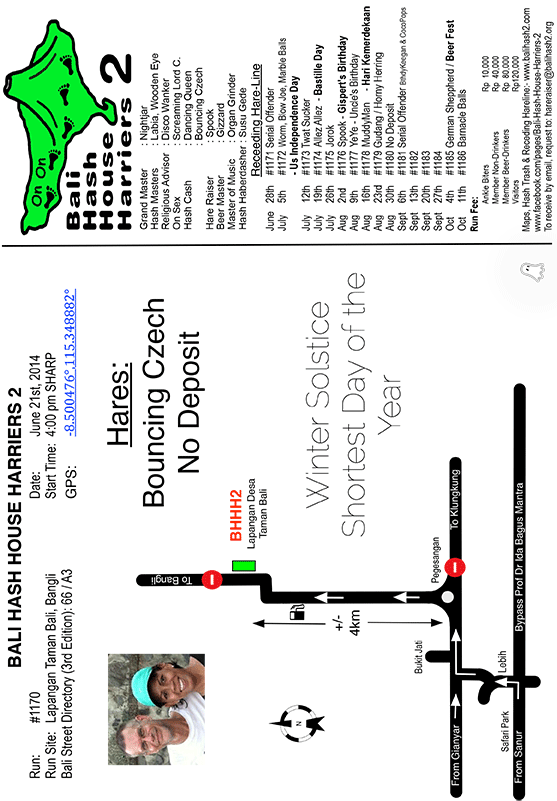 BALI HASH HOUSE HARRIERS 2
Run: #1170
Run Site: Lapangan Taman Bali, Bangli
Bali Street Directory (3rd Edition): 66 / A3
Date: June 21st, 2014
Start Time: 4:00 pm SHARP
GPS: -8.500476°,115.348882°
Hares:
Bouncing Czech
No Deposit
BHHH2
Lapangan Desa
Taman Bali
To Bangli
+/-
4km
Winter Solstice
Shortest Day of the
Year
N
Bukit Jati
Pegesangan
From Gianyar
To Klungkung
Lebih
Safari Park
From Sanur
Bypass Prof Dr Ida Bagus Mantra
On On
Bali
Hash
House
Harriers 2
Grand Master : Nightjar
Hash Masters : Labia, Wooden Eye
Religious Advisor : Disco Wanker
On Sex : Screaming Lord C.
Hash Cash : Dancing Queen
Bouncing Czech
Hare Raiser : Spook
Beer Master : Gizzard
Master of Music : Organ Grinder
Hash Haberdasher : Susu Gede
Receeding Hare-Line
June 28th #1171 Serial Offender
July 5th #1172 Worm, Bow Joe, Marble Balls
- Us Independence Day
July 12th #1173 Twat Sucker
July 19th #1174 Allez Allez - Bastille Day
July 26th #1175 Jorok
Aug 2nd #1176 Spook - Gispert's Birthday
Aug 9th #1177 YeYe - Uncle's Birthday
Aug 16th #1178 MuddyMan - Hari Kemerdekaan
Aug 23rd #1179 Gudang / Horny Herring
Aug 30th #1180 No Deposit
Sept 6th #1181 Serial Offender BindyKeegan & CocoPops
Sept 13th #1182
Sept 20th #1183
Sept 27th #1184
Oct 4th #1185 German Steppherd / Beer Fest
Oct 11th #1186 Barnacle Balls
Run Fee:
Ankle Biters Rp 10,000
Member Non-Drinkers Rp 40,000
Member Beer-Drinkers Rp 80,000
Visitors Rp120,000
Maps, Hash Trash & Recoding Hareline:- www.balihash2.com
www.facebook.com/pages/Bali-Hash-House-Harriers-2
To receive by email, request to: hareraiser@balihash2.org